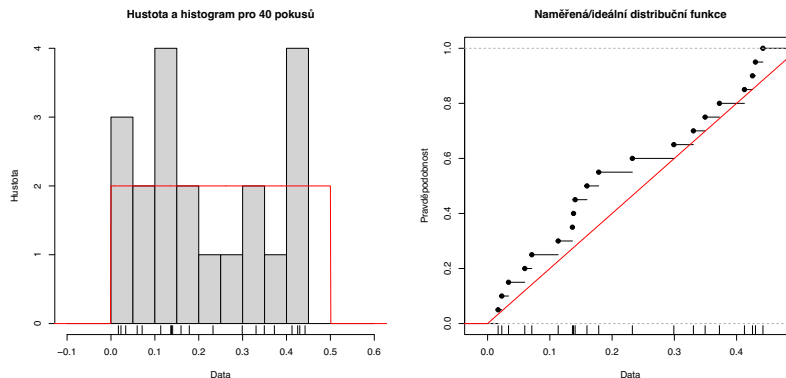 Hustota a histogram pro 40 pokusů
Hustota
4
3
2
1
0
−0.1 0.0 0.1 0.2 0.3 0.4 0.5 0.6
Data
Naměřená/ideální distribuční funkce
Pravděpodobnost
1.0
0.8
0.6
0.4
0.2
0.0
0.0 0.1 0.2 0.3 0.4
Data